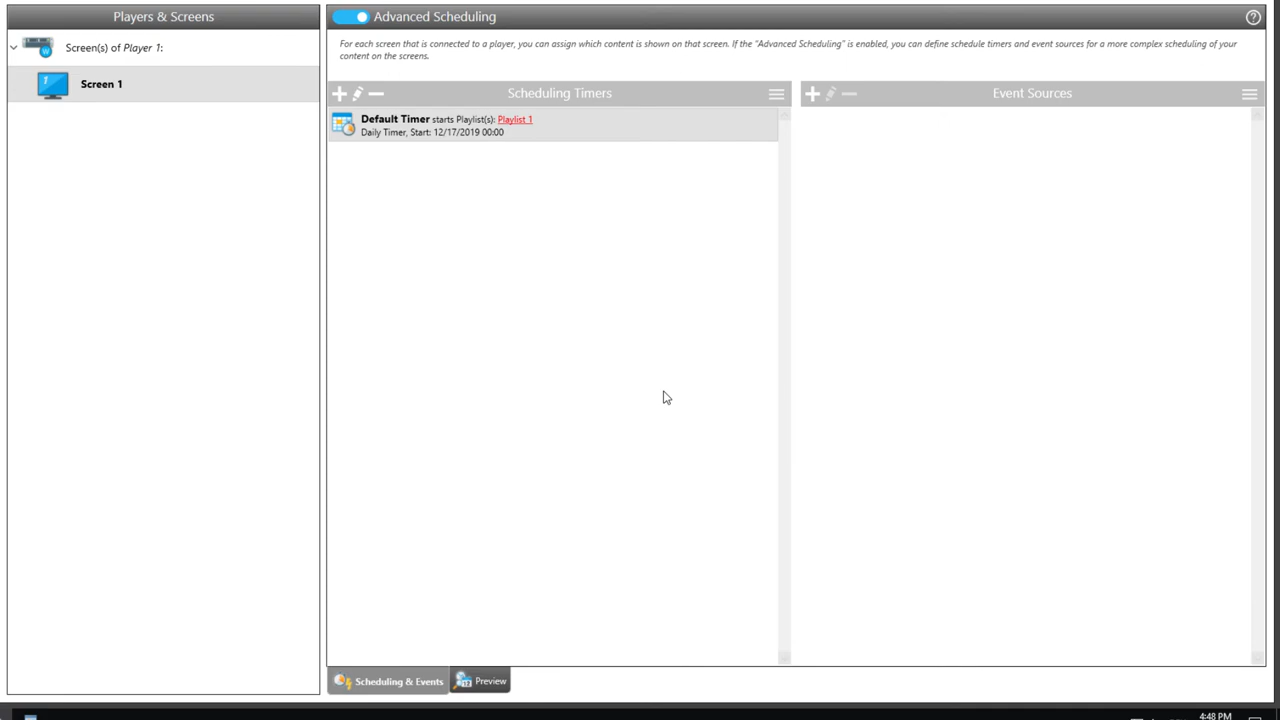 Players & Screens
Screen(s) of Player 1:
1
Screen 1
Advanced Scheduling
For each screen that is connected to a player, you can assign which content is shown on that screen. If the "Advanced Scheduling" is enabled, you can define schedule timers and event sources for a more complex scheduling of your
content on the screens.
Scheduling Timers
Event Sources
Default Timer starts Playlist(s): Playlist 1
Daily Timer, Start: 12/17/2019 00:00
Scheduling & Events
Preview
4:48 PM